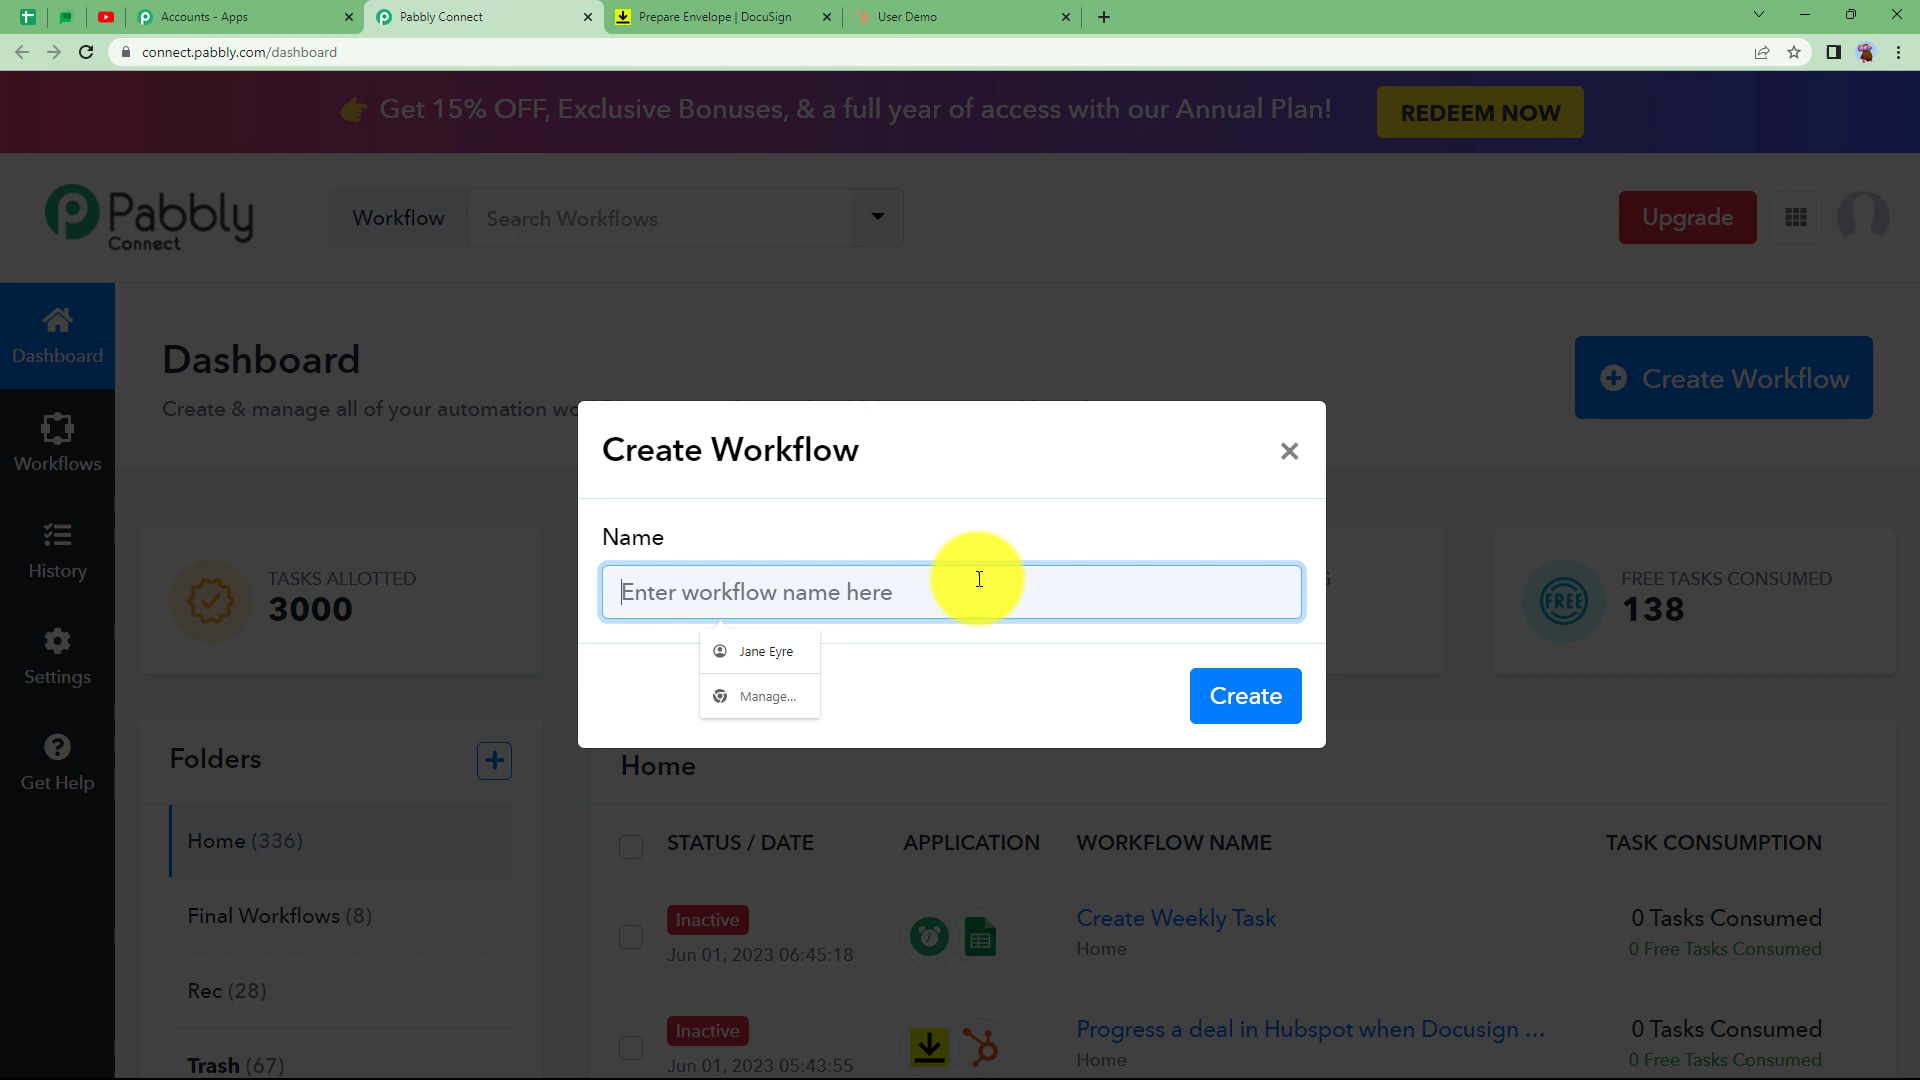 Accounts - Apps
Pabbly Connect
Prepare Envelope | DocuSign
User Demo
connect.pabbly.com/dashboard
👉 Get 15% OFF, Exclusive Bonuses, & a full year of access with our Annual Plan!
REDEEM NOW
Pabbly
Connect
Workflow
Search Workflows
Upgrade
Dashboard
Dashboard
Create & manage all of your automation wo
Create Workflow
Workflows
History
Settings
Get Help
Create Workflow
Name
Enter workflow name here
Jane Eyre
Manage...
Create
TASKS ALLOTTED
3000
G
FREE
FREE TASKS CONSUMED
138
Folders
Home (336)
Final Workflows (8)
Rec (28)
Trash (67)
Home
STATUS / DATE
APPLICATION
WORKFLOW NAME
TASK CONSUMPTION
Inactive
Jun 01, 2023 06:45:18
Create Weekly Task
Home
0 Tasks Consumed
0 Free Tasks Consumed
Inactive
Jun 01, 2023 05:43:55
Progress a deal in Hubspot when Docusign ...
Home
0 Tasks Consumed
0 Free Tasks Consumed